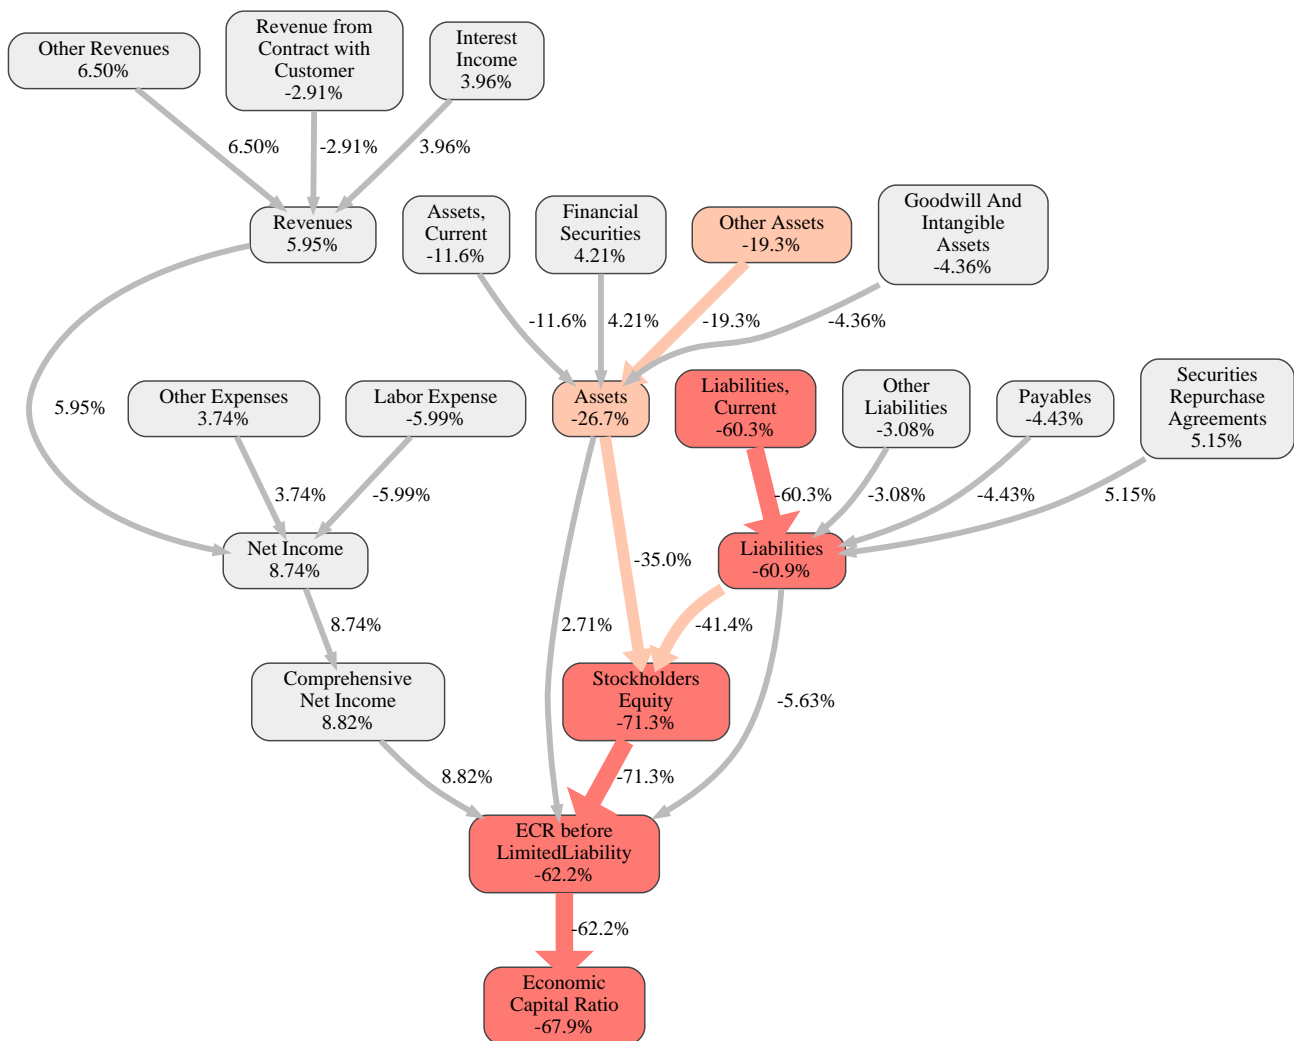 Other Revenues
6.50%
Revenue from
Contract with
Customer
-2.91%
Interest
Income
3.96%
6.50%
-2.91%
3.96%
Revenues
5.95%
Assets,
Current
-11.6%
Financial
Securities
4.21%
Other Assets
-19.3%
Goodwill And
Intangible
Assets
-4.36%
-11.6%
4.21%
-19.3%
-4.36%
5.95%
Other Expenses
3.74%
Labor Expense
-5.99%
Assets
-26.7%
Liabilities,
Current
-60.3%
Other
Liabilities
-3.08%
Payables
-4.43%
Securities
Repurchase
Agreements
5.15%
3.74%
-5.99%
-60.3%
-3.08%
-4.43%
5.15%
Net Income
8.74%
-35.0%
Liabilities
-60.9%
8.74%
2.71%
-41.4%
Comprehensive
Net Income
8.82%
Stockholders
Equity
-71.3%
-5.63%
8.82%
-71.3%
ECR before
LimitedLiability
-62.2%
-62.2%
Economic
Capital Ratio
-67.9%